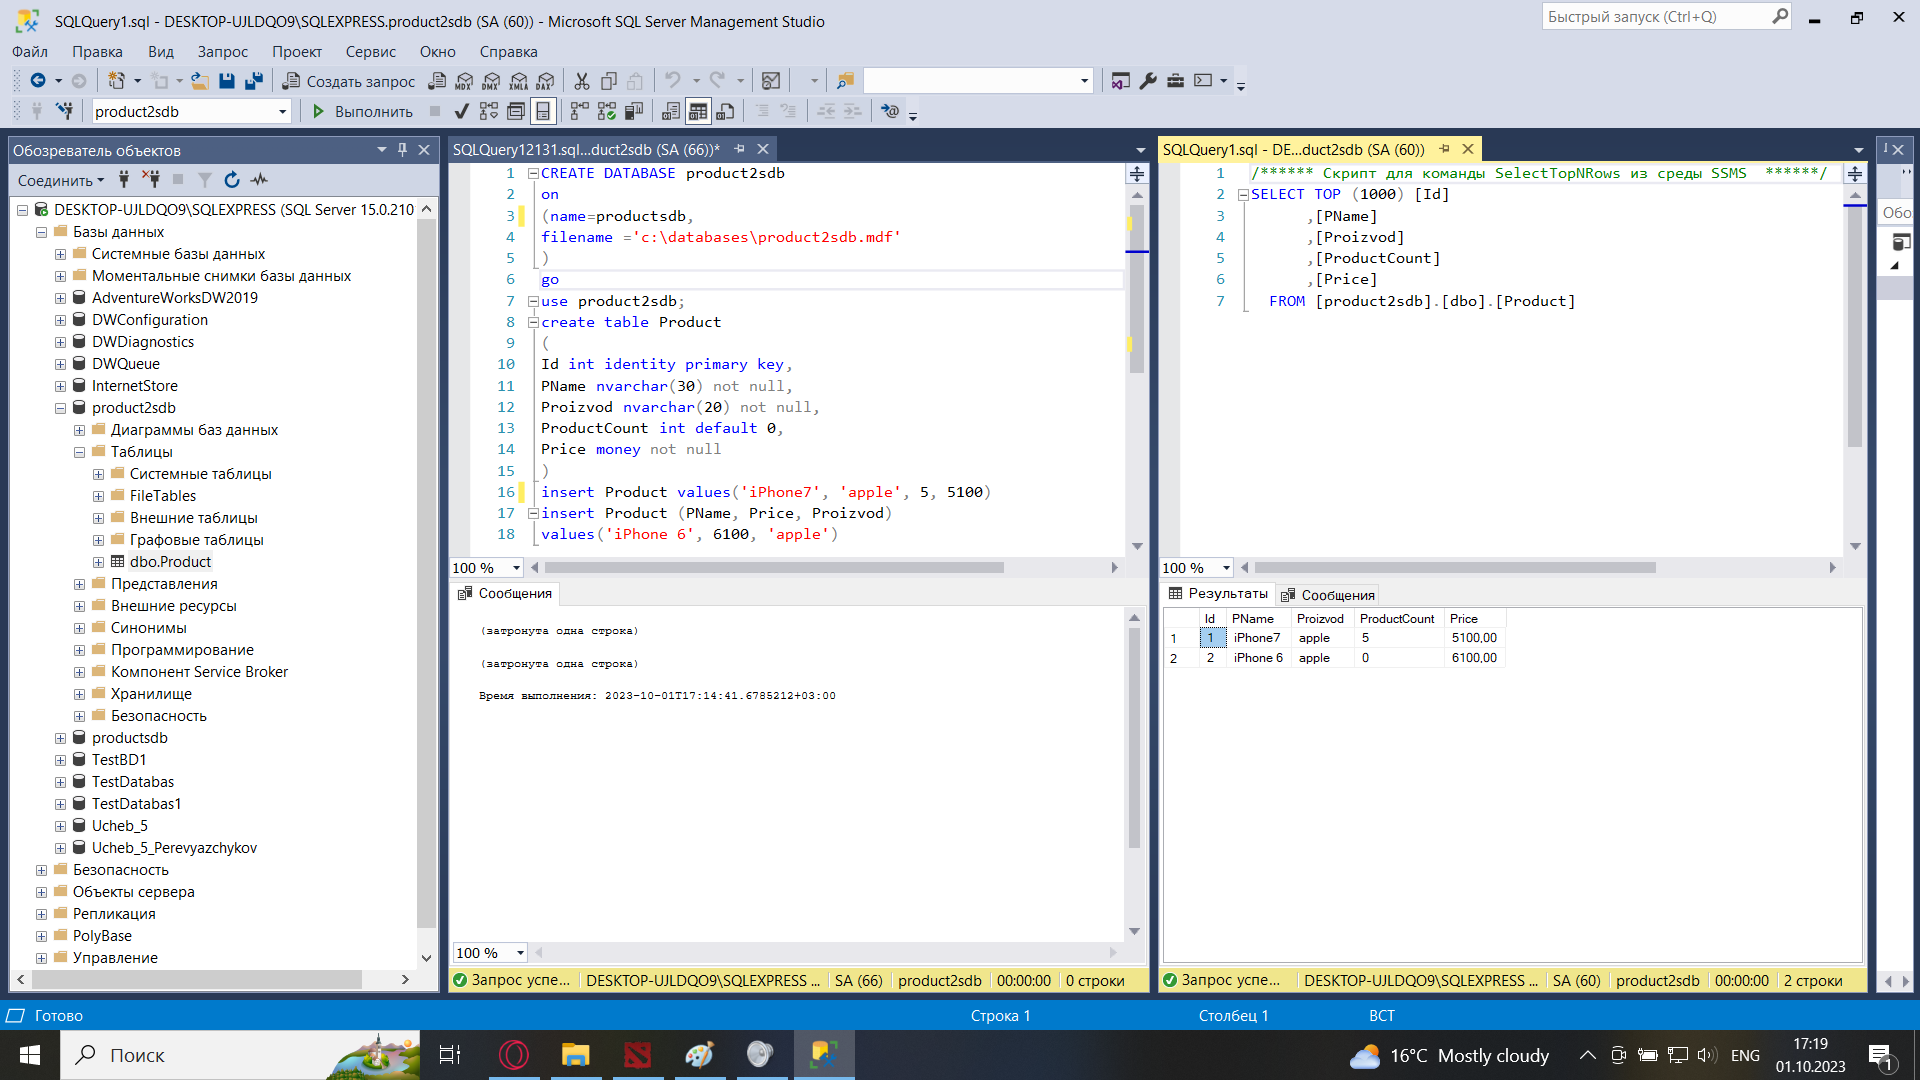 SQLQuery1.sql - DESKTOP-UJLDQO9\SQLEXPRESS.product2sdb (SA (60)) - Microsoft SQL Server Management Studio
Быстрый запуск (Ctrl+Q)
Файл Правка Вид Запрос Проект Сервис Окно Справка
Создать запрос MDX DMX XMLA DAX
product2sdb Выполнить
Обозреватель объектов
Соединить
DESKTOP-UJLDQO9\SQLEXPRESS (SQL Server 15.0.210
Базы данных
Системные базы данных
Моментальные снимки базы данных
AdventureWorksDW2019
DWConfiguration
DWDiagnostics
DWQueue
InternetStore
product2sdb
Диаграммы баз данных
Таблицы
Системные таблицы
FileTables
Внешние таблицы
Графовые таблицы
dbo.Product
Представления
Внешние ресурсы
Синонимы
Программирование
Компонент Service Broker
Хранилище
Безопасность
productsdb
TestBD1
TestDatabas
TestDatabas1
Ucheb_5
Ucheb_5_Perevyazchykov
Безопасность
Объекты сервера
Репликация
PolyBase
Управление
SQLQuery12131.sql...duct2sdb (SA (66))*
1 CREATE DATABASE product2sdb
2 on
3 (name=productsdb,
4 filename ='c:\databases\product2sdb.mdf'
5 )
6 go
7 use product2sdb;
8 create table Product
9 (
10 Id int identity primary key,
11 PName nvarchar(30) not null,
12 Proizvod nvarchar(20) not null,
13 ProductCount int default 0,
14 Price money not null
15 )
16 insert Product values('iPhone7', 'apple', 5, 5100)
17 insert Product (PName, Price, Proizvod)
18 values('iPhone 6', 6100, 'apple')
100 %
Сообщения
(затронута одна строка)
(затронута одна строка)
Время выполнения: 2023-10-01T17:14:41.6785212+03:00
100 %
Запрос успе... DESKTOP-UJLDQO9\SQLEXPRESS ... SA (66) product2sdb 00:00:00 0 строки
SQLQuery1.sql - DE...duct2sdb (SA (60))
1 /****** Скрипт для команды SelectTopNRows из среды SSMS ******/
2 SELECT TOP (1000) [Id]
3 ,[PName]
4 ,[Proizvod]
5 ,[ProductCount]
6 ,[Price]
7 FROM [product2sdb].[dbo].[Product]
100 %
Результаты Сообщения
Id PName Proizvod ProductCount Price
1 1 iPhone7 apple 5 5100,00
2 2 iPhone 6 apple 0 6100,00
Запрос успе... DESKTOP-UJLDQO9\SQLEXPRESS ... SA (60) product2sdb 00:00:00 2 строки
Обо
Готово Строка 1 Столбец 1 ВСТ
Поиск
16°C Mostly cloudy
ENG
17:19
01.10.2023
1